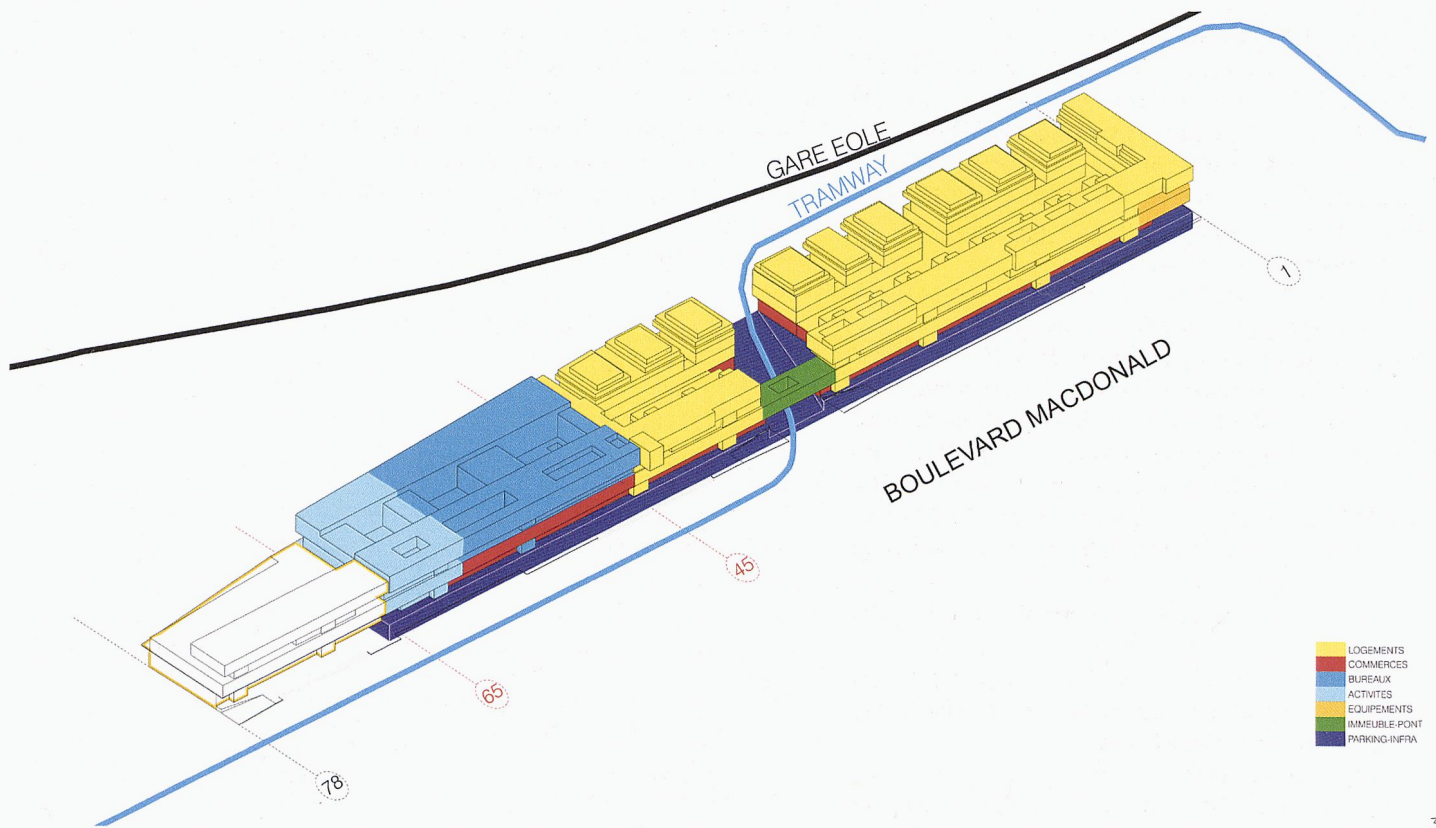 GARE EOLE
TRAMWAY
1
BOULEVARD MACDONALD
45
65
78
LOGEMENTS
COMMERCES
BUREAUX
ACTIVITES
EQUIPEMENTS
IMMEUBLE-PONT
PARKING-INFRA